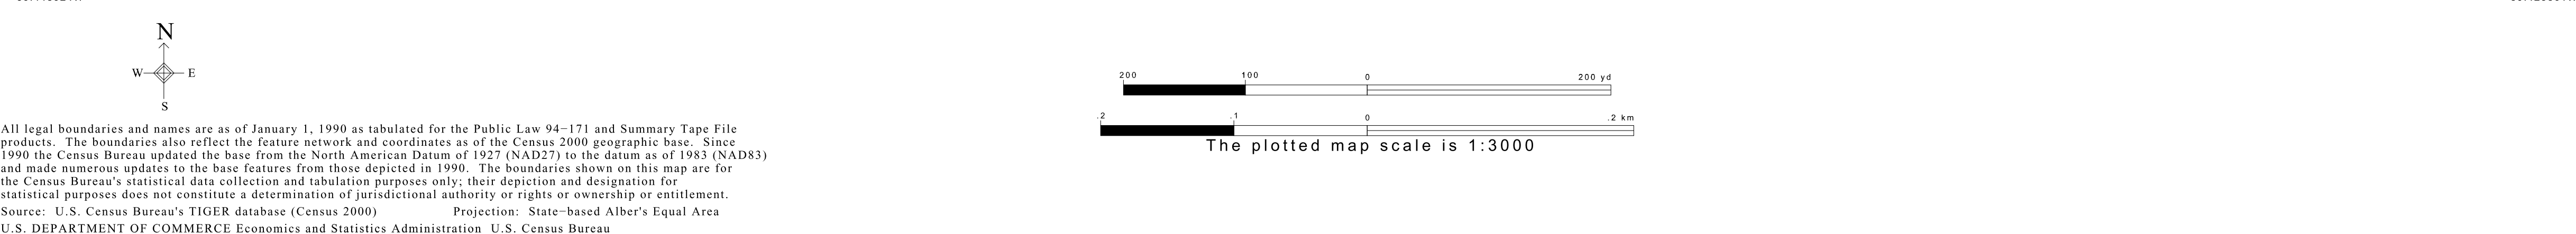 N
W E
S
All legal boundaries and names are as of January 1, 1990 as tabulated for the Public Law 94−171 and Summary Tape File
products. The boundaries also reflect the feature network and coordinates as of the Census 2000 geographic base. Since
1990 the Census Bureau updated the base from the North American Datum of 1927 (NAD27) to the datum as of 1983 (NAD83)
and made numerous updates to the base features from those depicted in 1990. The boundaries shown on this map are for
the Census Bureau's statistical data collection and tabulation purposes only; their depiction and designation for
statistical purposes does not constitute a determination of jurisdictional authority or rights or ownership or entitlement.
Source: U.S. Census Bureau's TIGER database (Census 2000) Projection: State−based Alber's Equal Area
U.S. DEPARTMENT OF COMMERCE Economics and Statistics Administration U.S. Census Bureau
200 100 0 200 yd
.2 .1 0 .2 km
The plotted map scale is 1:3000